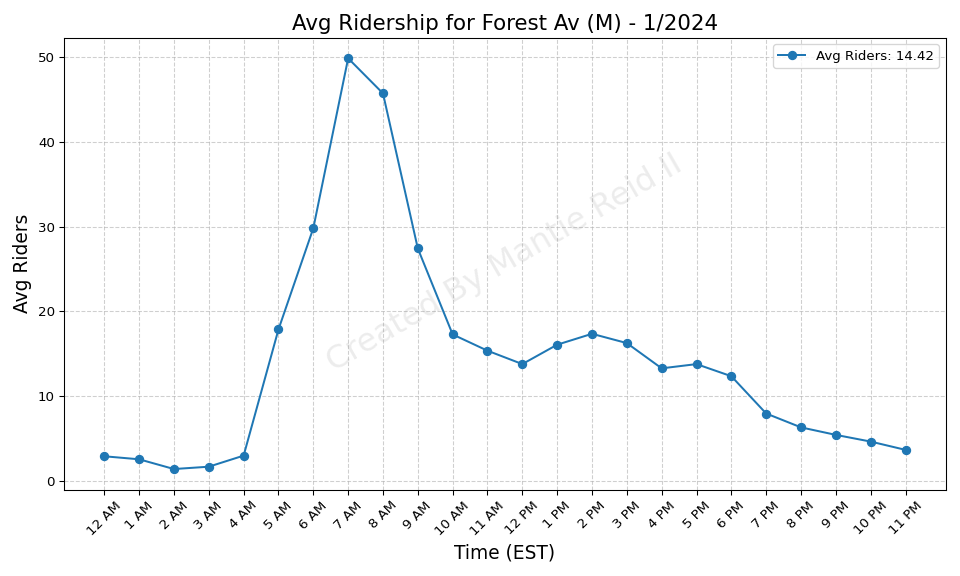 Avg Ridership for Forest Av (M) - 1/2024
Avg Riders: 14.42
50
40
30
20
10
0
Avg Riders
Created By Mantie Reid II
12 AM
1 AM
2 AM
3 AM
4 AM
5 AM
6 AM
7 AM
8 AM
9 AM
10 AM
11 AM
12 PM
1 PM
2 PM
3 PM
4 PM
5 PM
6 PM
7 PM
8 PM
9 PM
10 PM
11 PM
Time (EST)